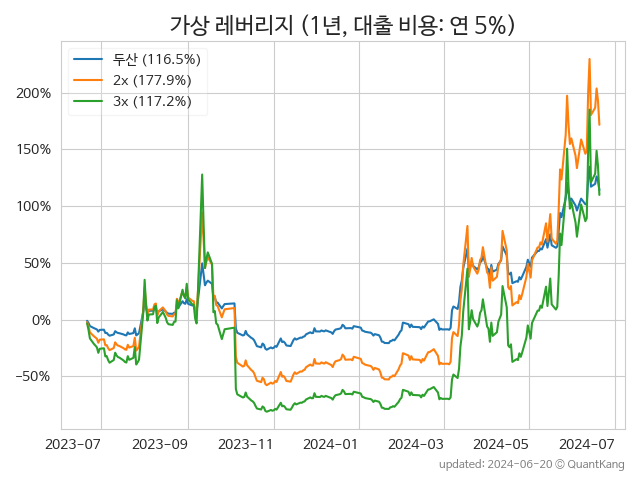 가상 레버리지 (1년, 대출 비용: 연 5%)
두산 (116.5%)
2x (177.9%)
3x (117.2%)
200%
150%
100%
50%
0%
−50%
2023-07 2023-09 2023-11 2024-01 2024-03 2024-05 2024-07
updated: 2024-06-20 © QuantKang